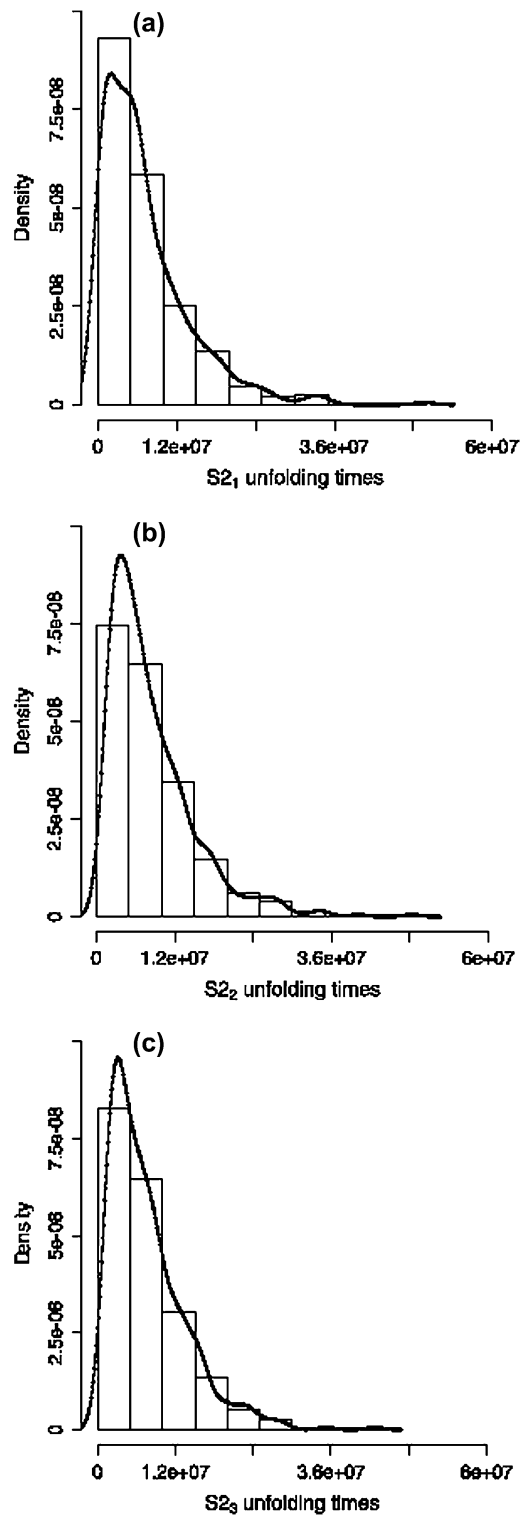 (a)
Density
7.5e-08
5e-08
2.5e-08
0
0 1.2e+07 3.6e+07 6e+07
S2₁ unfolding times
(b)
Density
7.5e-08
5e-08
2.5e-08
0
0 1.2e+07 3.6e+07 6e+07
S2₂ unfolding times
(c)
Density
7.5e-08
5e-08
2.5e-08
0
0 1.2e+07 3.6e+07 6e+07
S2₃ unfolding times